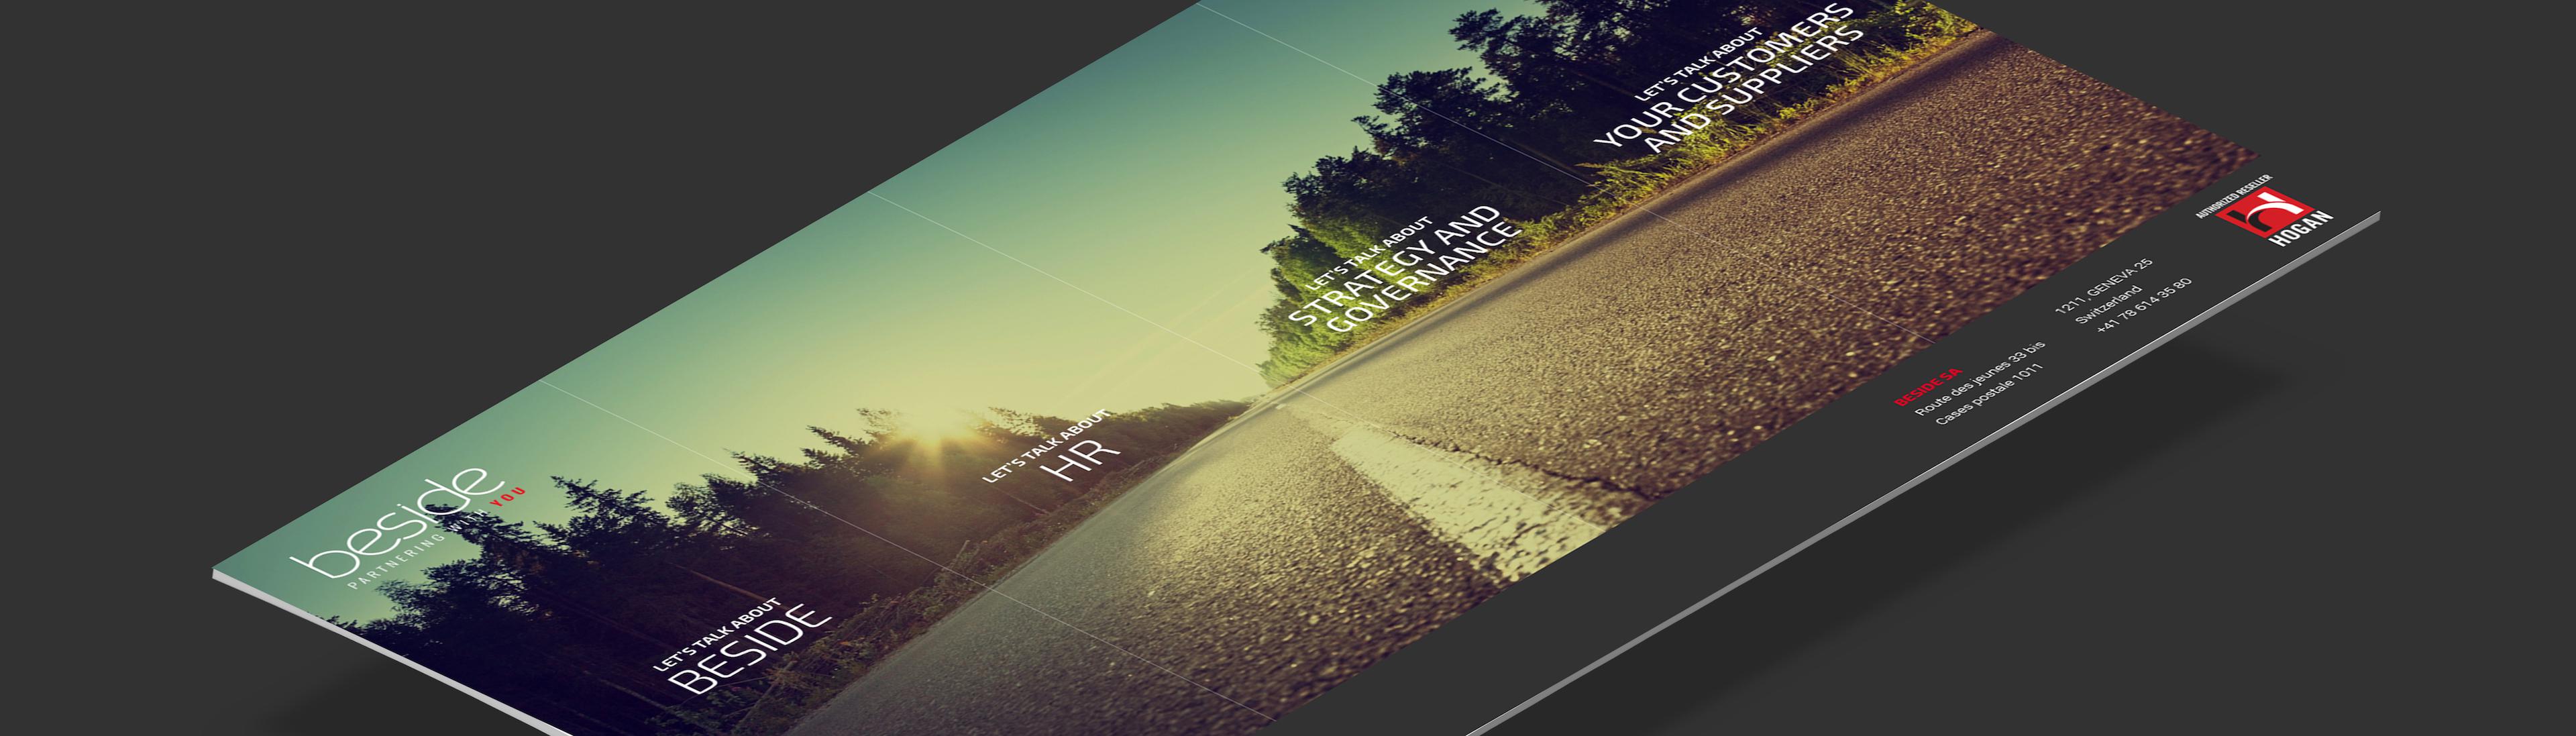 beside
PARTNERING WITH YOU
LET'S TALK ABOUT
BESIDE
LET'S TALK ABOUT
HR
LET'S TALK ABOUT
STRATEGY AND
GOVERNANCE
LET'S TALK ABOUT
YOUR CUSTOMERS
AND SUPPLIERS
BESIDE SA
Route des jeunes 33 bis
Cases postale 1011
1211, GENEVA 25
Switzerland
+41 78 614 35 80
AUTHORIZED RESELLER
HOGAN